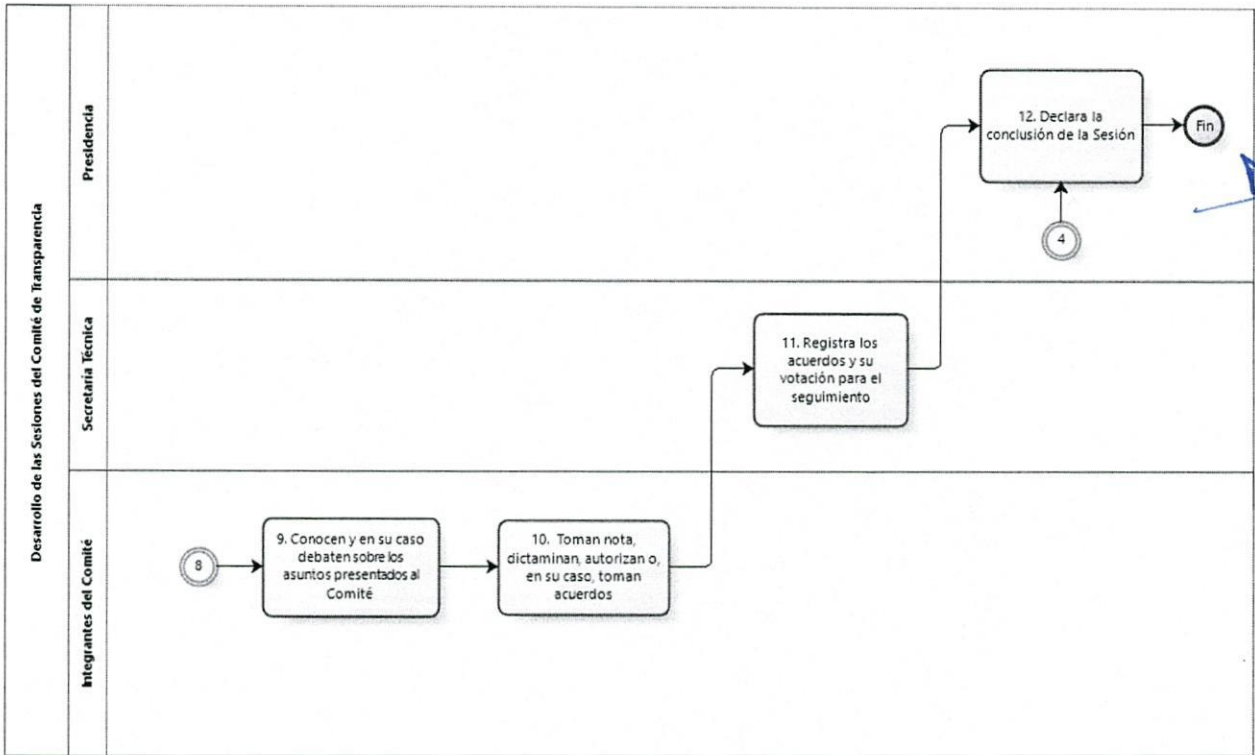 Desarrollo de las Sesiones del Comité de Transparencia
Presidencia
12. Declara la
conclusión de la Sesión
Fin
4
Secretaría Técnica
11. Registra los
acuerdos y su
votación para el
seguimiento
Integrantes del Comité
8
9. Conocen y en su caso
debaten sobre los
asuntos presentados al
Comité
10. Toman nota,
dictaminan, autorizan o,
en su caso, toman
acuerdos